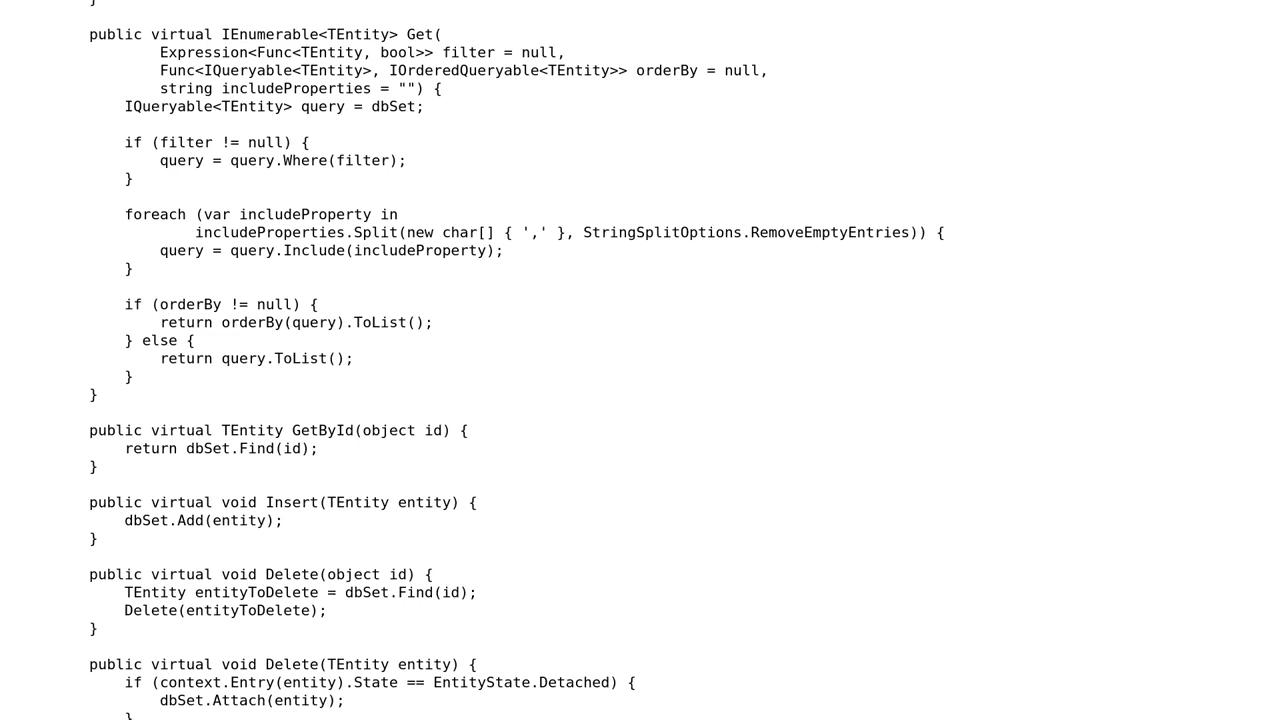 }
public virtual IEnumerable<TEntity> Get(
        Expression<Func<TEntity, bool>> filter = null,
        Func<IQueryable<TEntity>, IOrderedQueryable<TEntity>> orderBy = null,
        string includeProperties = "") {
    IQueryable<TEntity> query = dbSet;

    if (filter != null) {
        query = query.Where(filter);
    }

    foreach (var includeProperty in
            includeProperties.Split(new char[] { ',' }, StringSplitOptions.RemoveEmptyEntries)) {
        query = query.Include(includeProperty);
    }

    if (orderBy != null) {
        return orderBy(query).ToList();
    } else {
        return query.ToList();
    }
}

public virtual TEntity GetById(object id) {
    return dbSet.Find(id);
}

public virtual void Insert(TEntity entity) {
    dbSet.Add(entity);
}

public virtual void Delete(object id) {
    TEntity entityToDelete = dbSet.Find(id);
    Delete(entityToDelete);
}

public virtual void Delete(TEntity entity) {
    if (context.Entry(entity).State == EntityState.Detached) {
        dbSet.Attach(entity);
    }